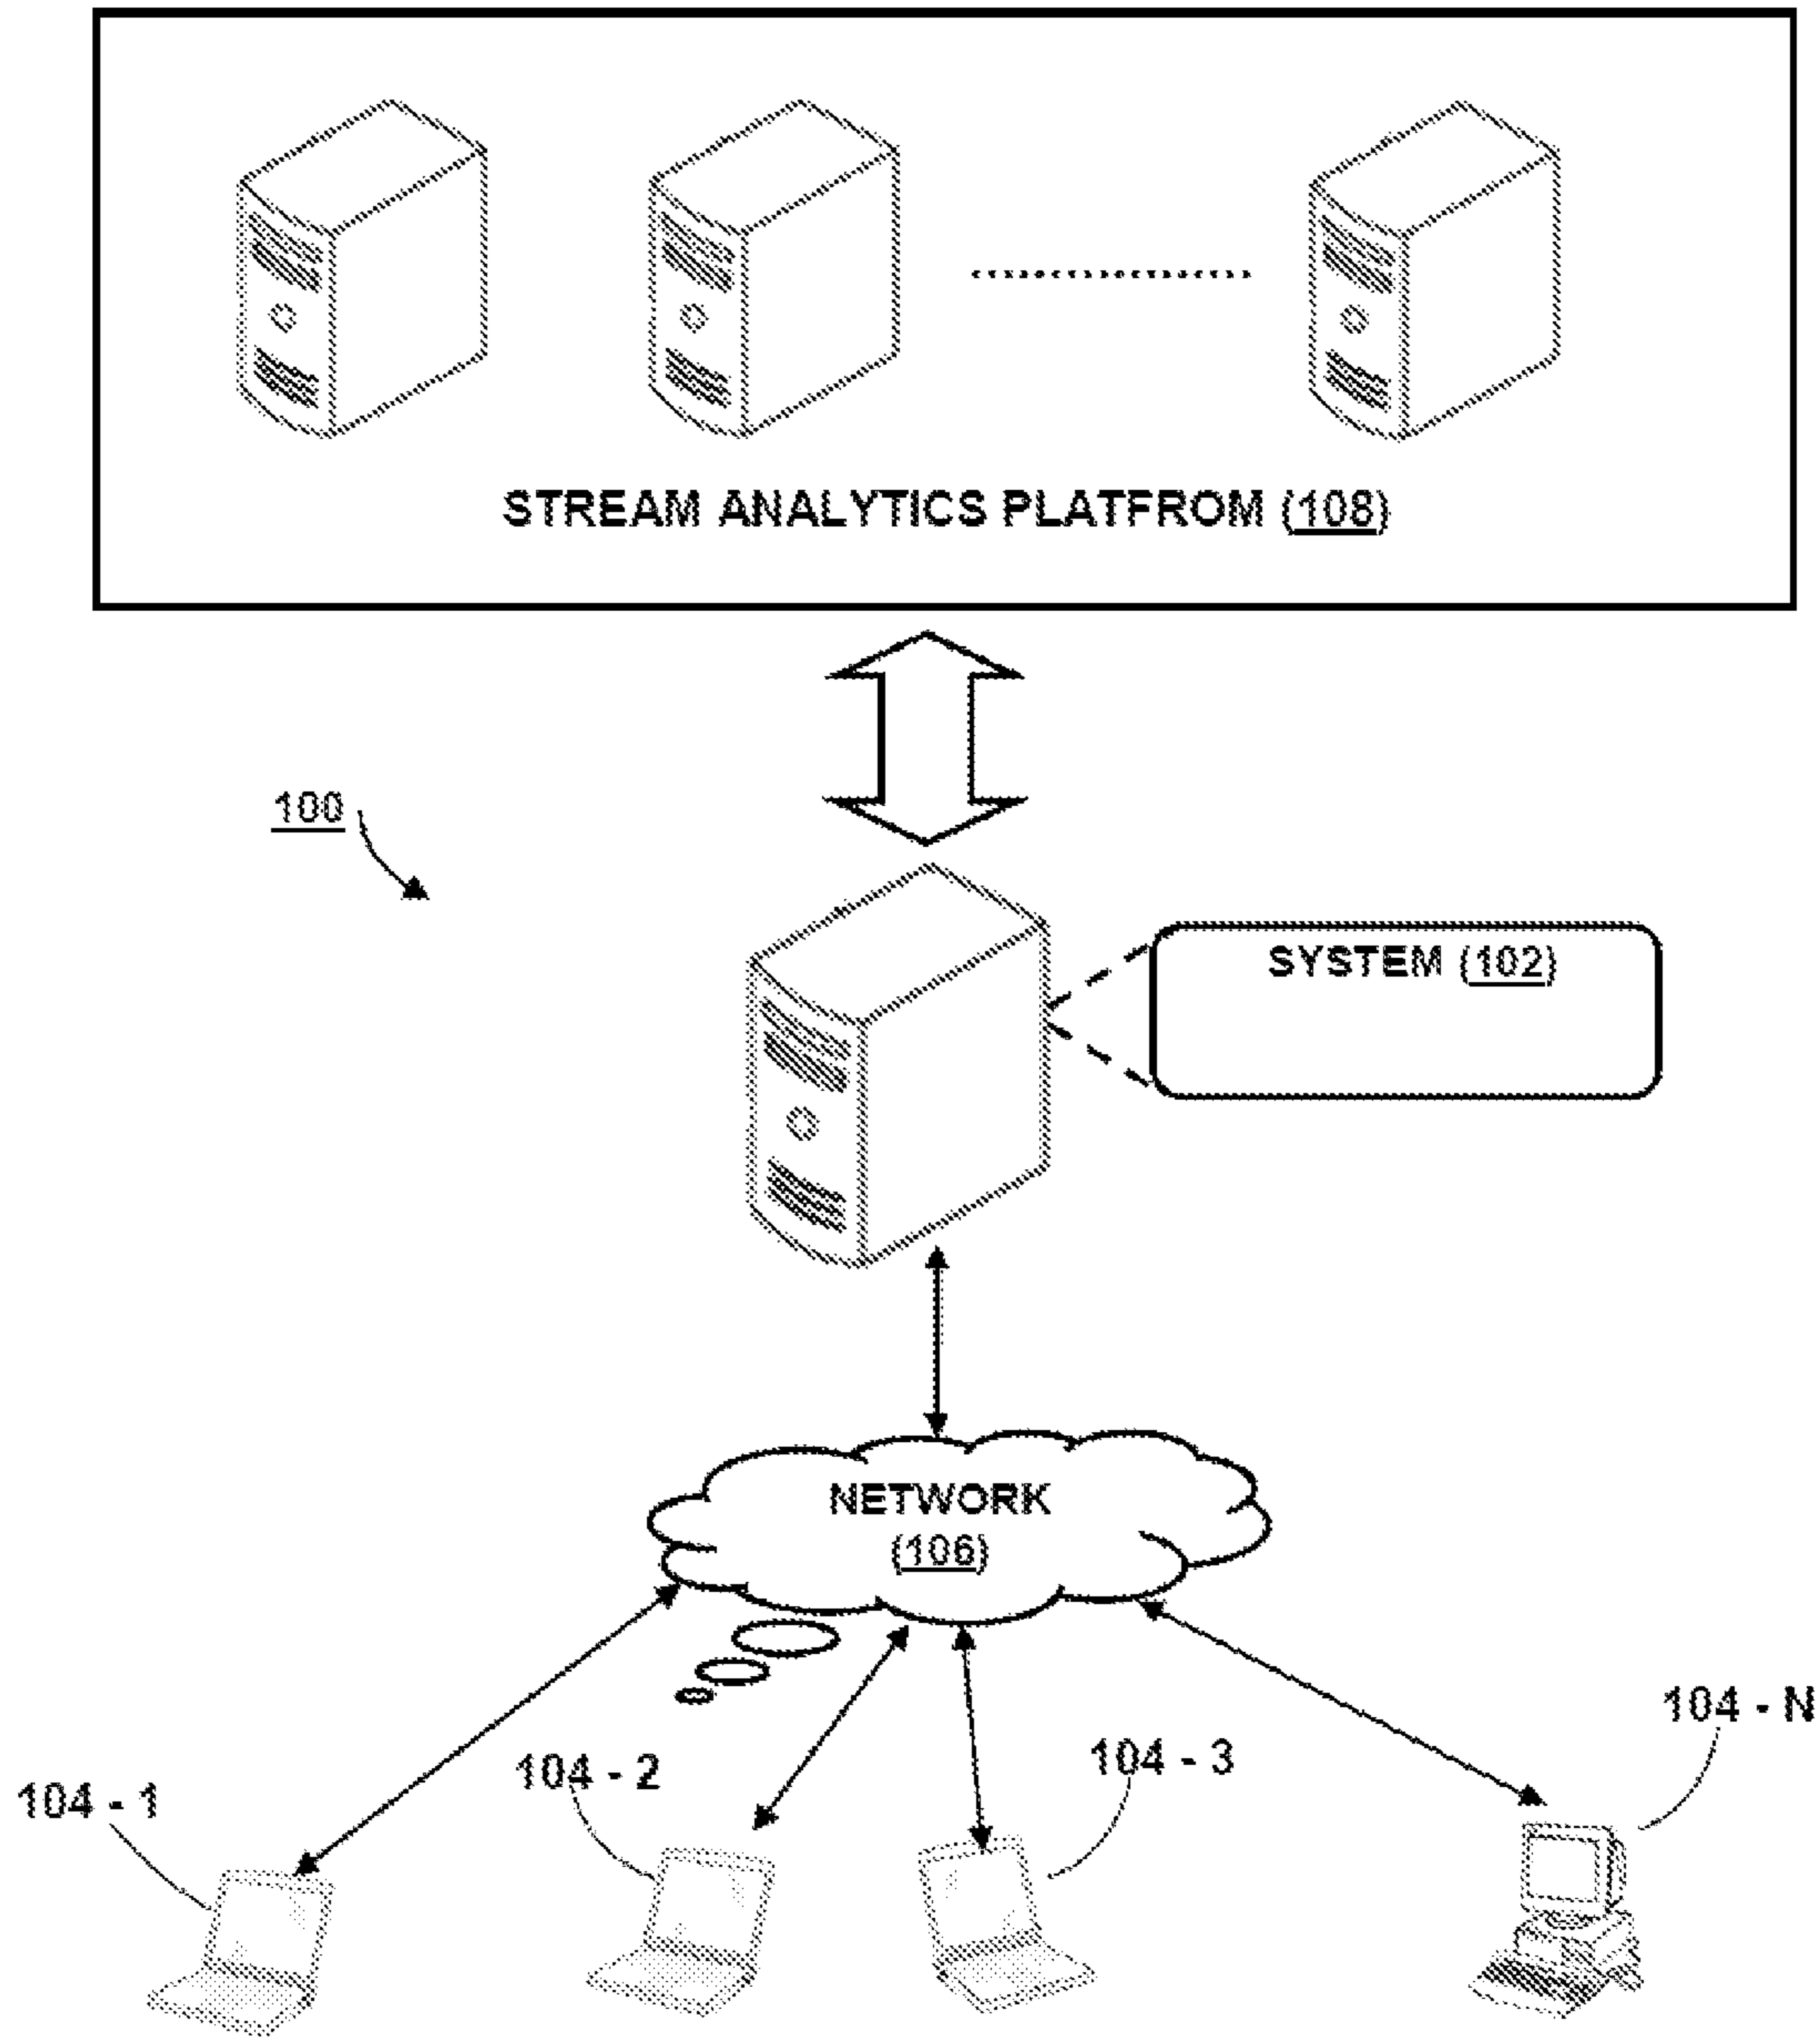 STREAM ANALYTICS PLATFROM (108)
100
SYSTEM (102)
NETWORK
(106)
104 - N
104 - 3
104 - 2
104 - 1